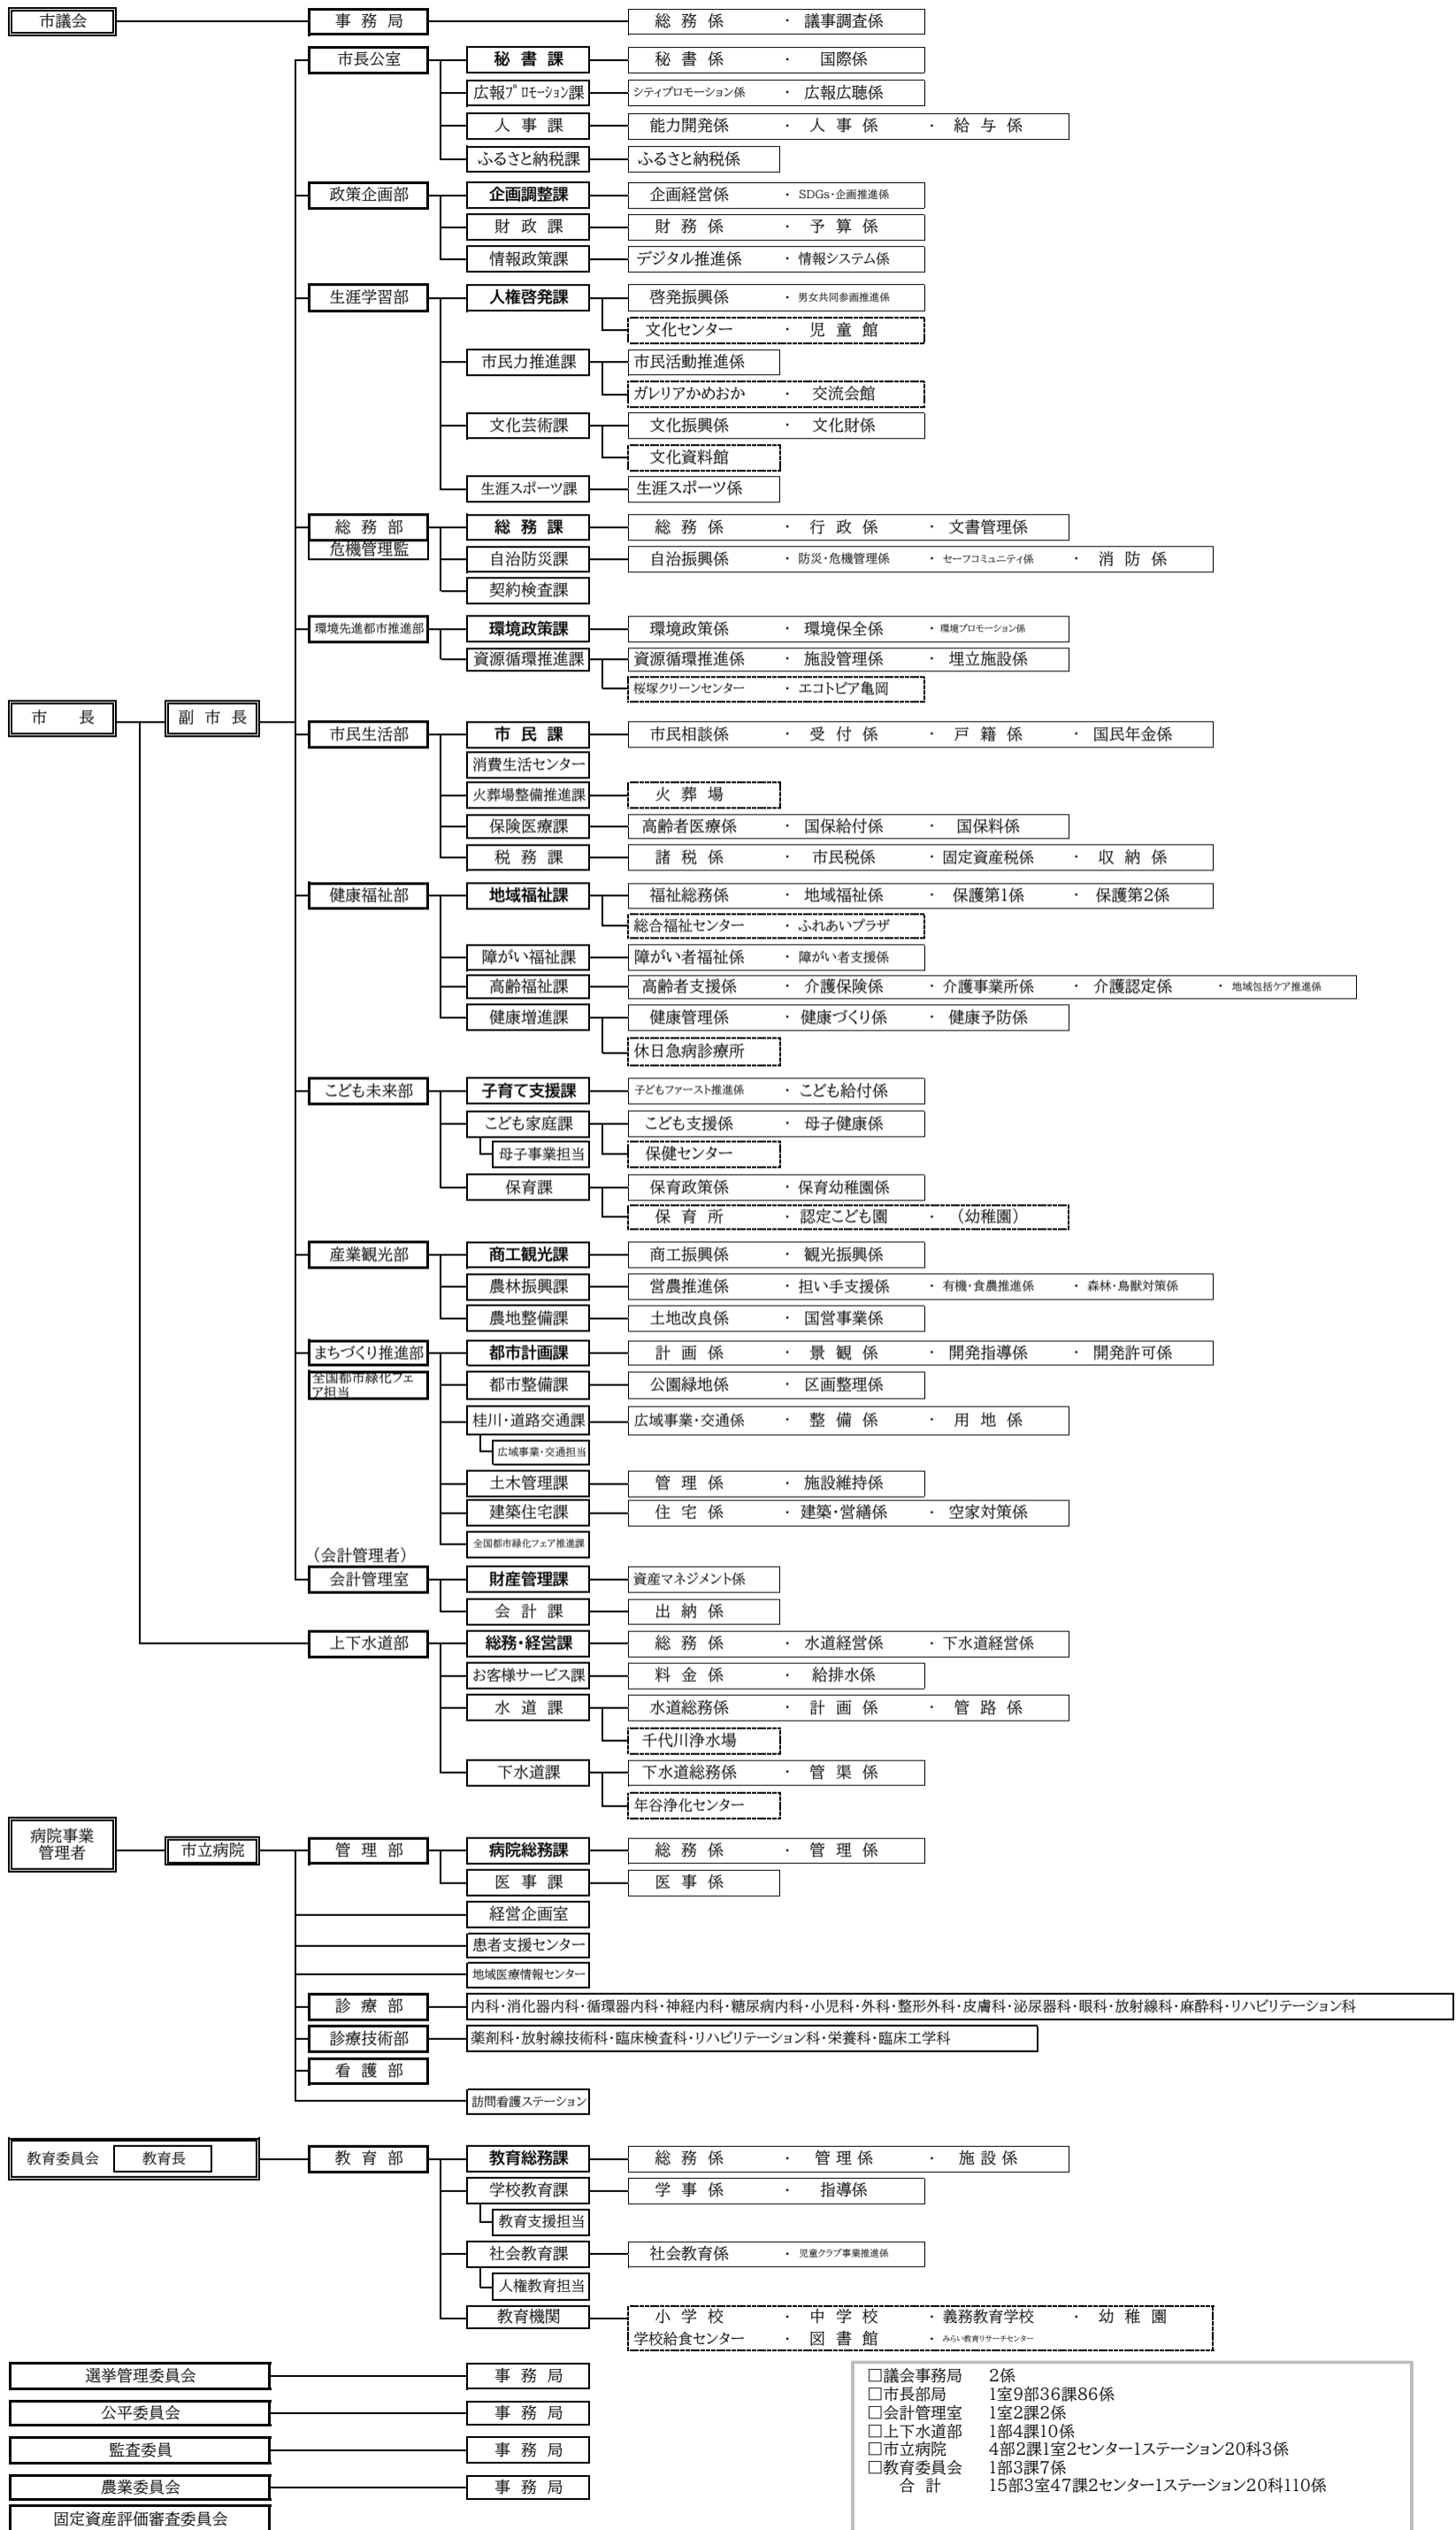 市議会 事務局 総務係 ・ 議事調査係
市長公室 秘書課 秘書係 ・ 国際係
広報プロモーション課 シティプロモーション係 ・ 広報広聴係
人事課 能力開発係 ・ 人事係 ・ 給与係
ふるさと納税課 ふるさと納税係
政策企画部 企画調整課 企画経営係 ・ SDGs・企画推進係
財政課 財務係 ・ 予算係
情報政策課 デジタル推進係 ・ 情報システム係
生涯学習部 人権啓発課 啓発振興係 ・ 男女共同参画推進係
文化センター ・ 児童館
市民力推進課 市民活動推進係
ガレリアかめおか ・ 交流会館
文化芸術課 文化振興係 ・ 文化財係
文化資料館
生涯スポーツ課 生涯スポーツ係
総務部 総務課 総務係 ・ 行政係 ・ 文書管理係
危機管理監 自治防災課 自治振興係 ・ 防災・危機管理係 ・ セーフコミュニティ係 ・ 消防係
契約検査課
環境先進都市推進部 環境政策課 環境政策係 ・ 環境保全係 ・ 環境プロモーション係
資源循環推進課 資源循環推進係 ・ 施設管理係 ・ 埋立施設係
桜塚クリーンセンター ・ エコトピア亀岡
市長 副市長
市民生活部 市民課 市民相談係 ・ 受付係 ・ 戸籍係 ・ 国民年金係
消費生活センター
火葬場整備推進課 火葬場
保険医療課 高齢者医療係 ・ 国保給付係 ・ 国保料係
税務課 諸税係 ・ 市民税係 ・ 固定資産税係 ・ 収納係
健康福祉部 地域福祉課 福祉総務係 ・ 地域福祉係 ・ 保護第1係 ・ 保護第2係
総合福祉センター ・ ふれあいプラザ
障がい福祉課 障がい者福祉係 ・ 障がい者支援係
高齢福祉課 高齢者支援係 ・ 介護保険係 ・ 介護事業所係 ・ 介護認定係 ・ 地域包括ケア推進係
健康増進課 健康管理係 ・ 健康づくり係 ・ 健康予防係
休日急病診療所
こども未来部 子育て支援課 子どもファースト推進係 ・ こども給付係
こども家庭課 こども支援係 ・ 母子健康係
母子事業担当 保健センター
保育課 保育政策係 ・ 保育幼稚園係
保育所 ・ 認定こども園 ・ （幼稚園）
産業観光部 商工観光課 商工振興係 ・ 観光振興係
農林振興課 営農推進係 ・ 担い手支援係 ・ 有機・食農推進係 ・ 森林・鳥獣対策係
農地整備課 土地改良係 ・ 国営事業係
まちづくり推進部 都市計画課 計画係 ・ 景観係 ・ 開発指導係 ・ 開発許可係
全国都市緑化フェア担当 都市整備課 公園緑地係 ・ 区画整理係
桂川・道路交通課 広域事業・交通係 ・ 整備係 ・ 用地係
広域事業・交通担当
土木管理課 管理係 ・ 施設維持係
建築住宅課 住宅係 ・ 建築・営繕係 ・ 空家対策係
全国都市緑化フェア推進課
（会計管理者）
会計管理室 財産管理課 資産マネジメント係
会計課 出納係
上下水道部 総務・経営課 総務係 ・ 水道経営係 ・ 下水道経営係
お客様サービス課 料金係 ・ 給排水係
水道課 水道総務係 ・ 計画係 ・ 管路係
千代川浄水場
下水道課 下水道総務係 ・ 管渠係
年谷浄化センター
病院事業管理者 市立病院 管理部 病院総務課 総務係 ・ 管理係
医事課 医事係
経営企画室
患者支援センター
地域医療情報センター
診療部 内科・消化器内科・循環器内科・神経内科・糖尿病内科・小児科・外科・整形外科・皮膚科・泌尿器科・眼科・放射線科・麻酔科・リハビリテーション科
診療技術部 薬剤科・放射線技術科・臨床検査科・リハビリテーション科・栄養科・臨床工学科
看護部
訪問看護ステーション
教育委員会 教育長 教育部 教育総務課 総務係 ・ 管理係 ・ 施設係
学校教育課 学事係 ・ 指導係
教育支援担当
社会教育課 社会教育係 ・ 児童クラブ事業推進係
人権教育担当
教育機関 小学校 ・ 中学校 ・ 義務教育学校 ・ 幼稚園
学校給食センター ・ 図書館 ・ みらい教育リサーチセンター
選挙管理委員会 事務局
公平委員会 事務局
監査委員 事務局
農業委員会 事務局
固定資産評価審査委員会
□議会事務局 2係
□市長部局 1室9部36課86係
□会計管理室 1室2課2係
□上下水道部 1部4課10係
□市立病院 4部2課1室2センター1ステーション20科3係
□教育委員会 1部3課7係
合計 15部3室47課2センター1ステーション20科110係